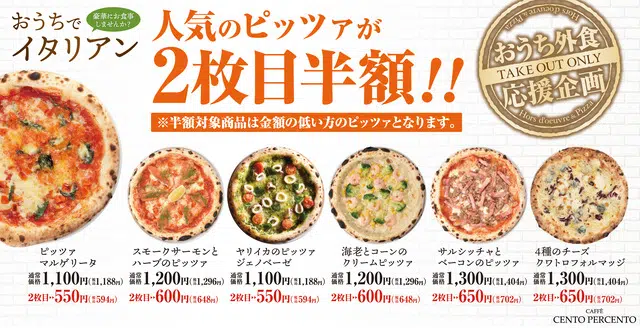 おうちで
イタリアン
豪華にお食事
しませんか?
人気のピッツァが
2枚目半額!!
※半額対象商品は金額の低い方のピッツァとなります。
Hors d'oeuvre & Pizza
おうち外食
TAKE OUT ONLY
応援企画
Hors d'oeuvre & Pizza
ピッツァ
マルゲリータ
通常価格 1,100円(税込1,188円)
2枚目→550円(税込594円)
スモークサーモンと
ハーブのピッツァ
通常価格 1,200円(税込1,296円)
2枚目→600円(税込648円)
ヤリイカのピッツァ
ジェノベーゼ
通常価格 1,100円(税込1,188円)
2枚目→550円(税込594円)
海老とコーンの
クリームピッツァ
通常価格 1,200円(税込1,296円)
2枚目→600円(税込648円)
サルシッチャと
ベーコンのピッツァ
通常価格 1,300円(税込1,404円)
2枚目→650円(税込702円)
4種のチーズ
クワトロフォルマッジ
通常価格 1,300円(税込1,404円)
2枚目→650円(税込702円)
CAFFÈ
CENTO PERCENTO